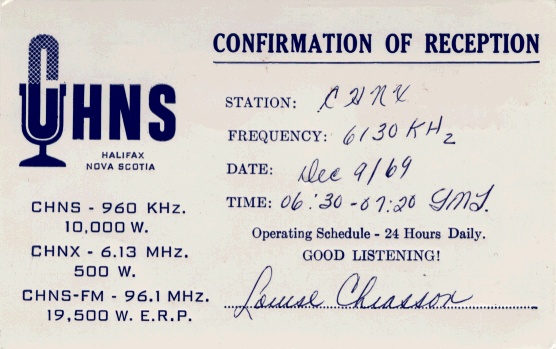 CHNS
HALIFAX
NOVA SCOTIA
CHNS - 960 KHz.
10,000 W.
CHNX - 6.13 MHz.
500 W.
CHNS-FM - 96.1 MHz.
19,500 W. E.R.P.
CONFIRMATION OF RECEPTION
STATION: CHNX
FREQUENCY: 6130 KHz
DATE: Dec 9/69
TIME: 06:30-07:20 GMT.
Operating Schedule - 24 Hours Daily.
GOOD LISTENING!
Louise Chiasson